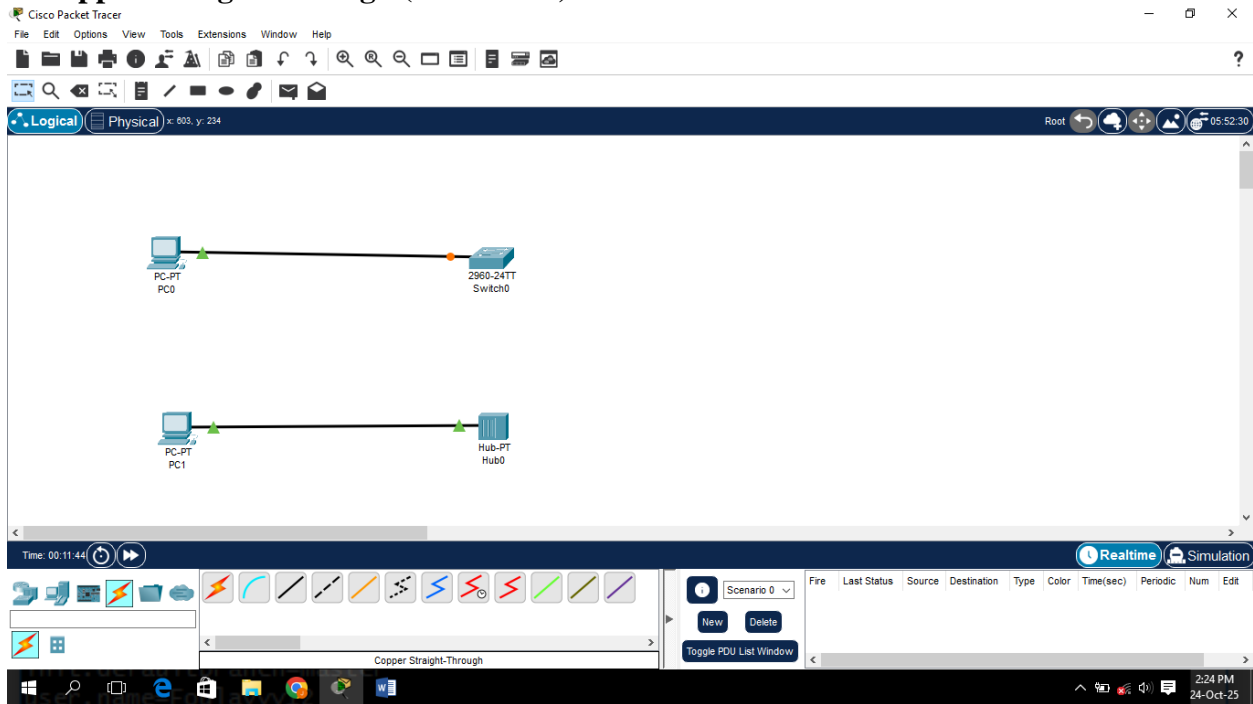 Cisco Packet Tracer
File Edit Options View Tools Extensions Window Help
?
Logical Physical x: 603, y: 234 Root 05:52:30
PC-PT
PC0
2960-24TT
Switch0
PC-PT
PC1
Hub-PT
Hub0
Time: 00:11:44 Realtime Simulation
Scenario 0
New Delete
Toggle PDU List Window
Fire Last Status Source Destination Type Color Time(sec) Periodic Num Edit
Copper Straight-Through
2:24 PM
24-Oct-25